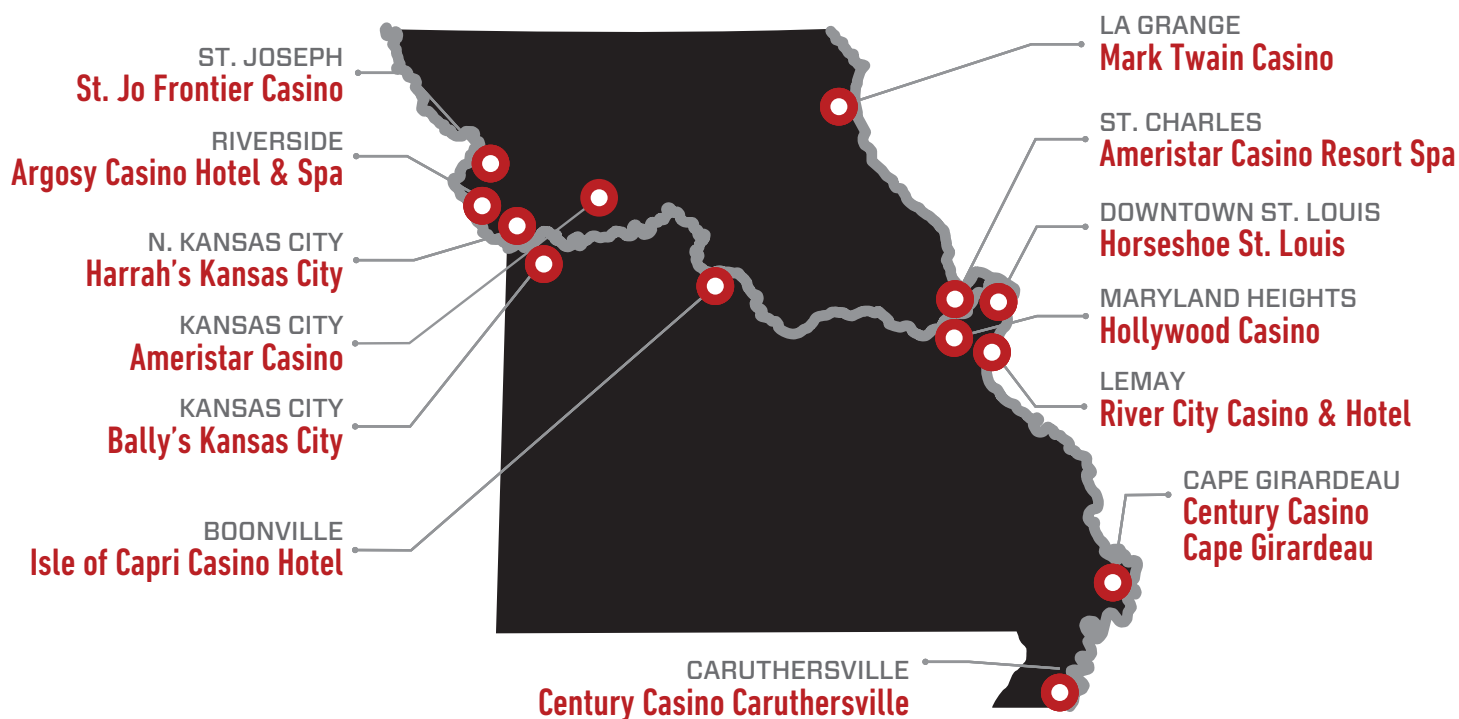 ST. JOSEPH
St. Jo Frontier Casino
RIVERSIDE
Argosy Casino Hotel & Spa
N. KANSAS CITY
Harrah's Kansas City
KANSAS CITY
Ameristar Casino
KANSAS CITY
Bally's Kansas City
BOONVILLE
Isle of Capri Casino Hotel
LA GRANGE
Mark Twain Casino
ST. CHARLES
Ameristar Casino Resort Spa
DOWNTOWN ST. LOUIS
Horseshoe St. Louis
MARYLAND HEIGHTS
Hollywood Casino
LEMAY
River City Casino & Hotel
CAPE GIRARDEAU
Century Casino
Cape Girardeau
CARUTHERSVILLE
Century Casino Caruthersville